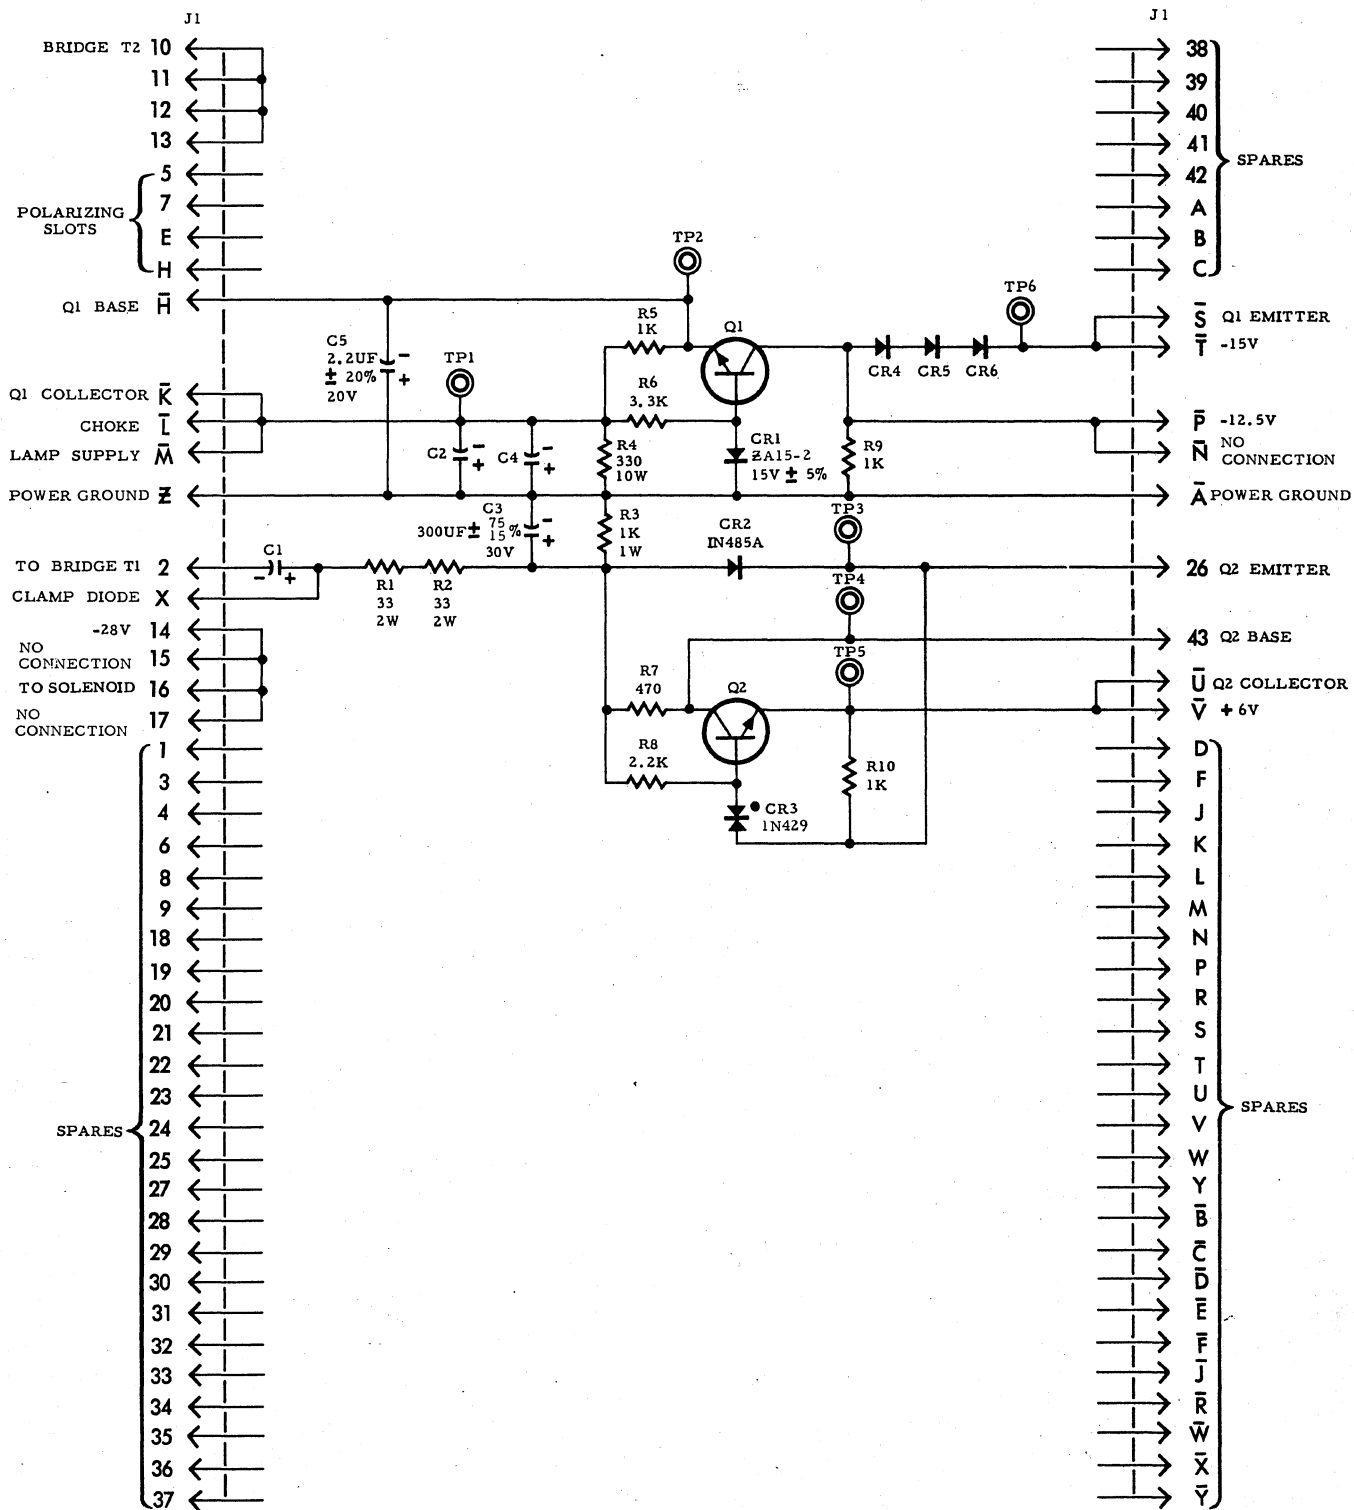 J1
J1
BRIDGE T2 10
11
12
13
5
7
E
H
POLARIZING
SLOTS
38
39
40
41
42
A
B
C
SPARES
Q1 BASE H̄
TP2
TP6
S̄ Q1 EMITTER
T̄ -15V
R5
1K
Q1
CR4
CR5
CR6
C5
2.2UF
± 20%
20V
−
+
TP1
R6
3.3K
Q1 COLLECTOR K̄
CHOKE L̄
LAMP SUPPLY M̄
P̄ -12.5V
N̄ NO
CONNECTION
C2
−
+
C4
−
+
R4
330
10W
CR1
ZA15-2
15V ± 5%
R9
1K
POWER GROUND Z
Ā POWER GROUND
C3
300UF ± 75
15 %
30V
−
+
R3
1K
1W
CR2
IN485A
TP3
TO BRIDGE T1 2
C1
− +
26 Q2 EMITTER
CLAMP DIODE X
R1
33
2W
R2
33
2W
TP4
-28V 14
NO
CONNECTION 15
TO SOLENOID 16
NO
CONNECTION 17
43 Q2 BASE
TP5
R7
470
Q2
Ū Q2 COLLECTOR
V̄ + 6V
R8
2.2K
R10
1K
CR3
1N429
1
3
4
6
8
9
18
19
20
21
22
23
24
25
27
28
29
30
31
32
33
34
35
36
37
SPARES
D
F
J
K
L
M
N
P
R
S
T
U
V
W
Y
B̄
C̄
D̄
Ē
F̄
J̄
R̄
W̄
X̄
Ȳ
SPARES